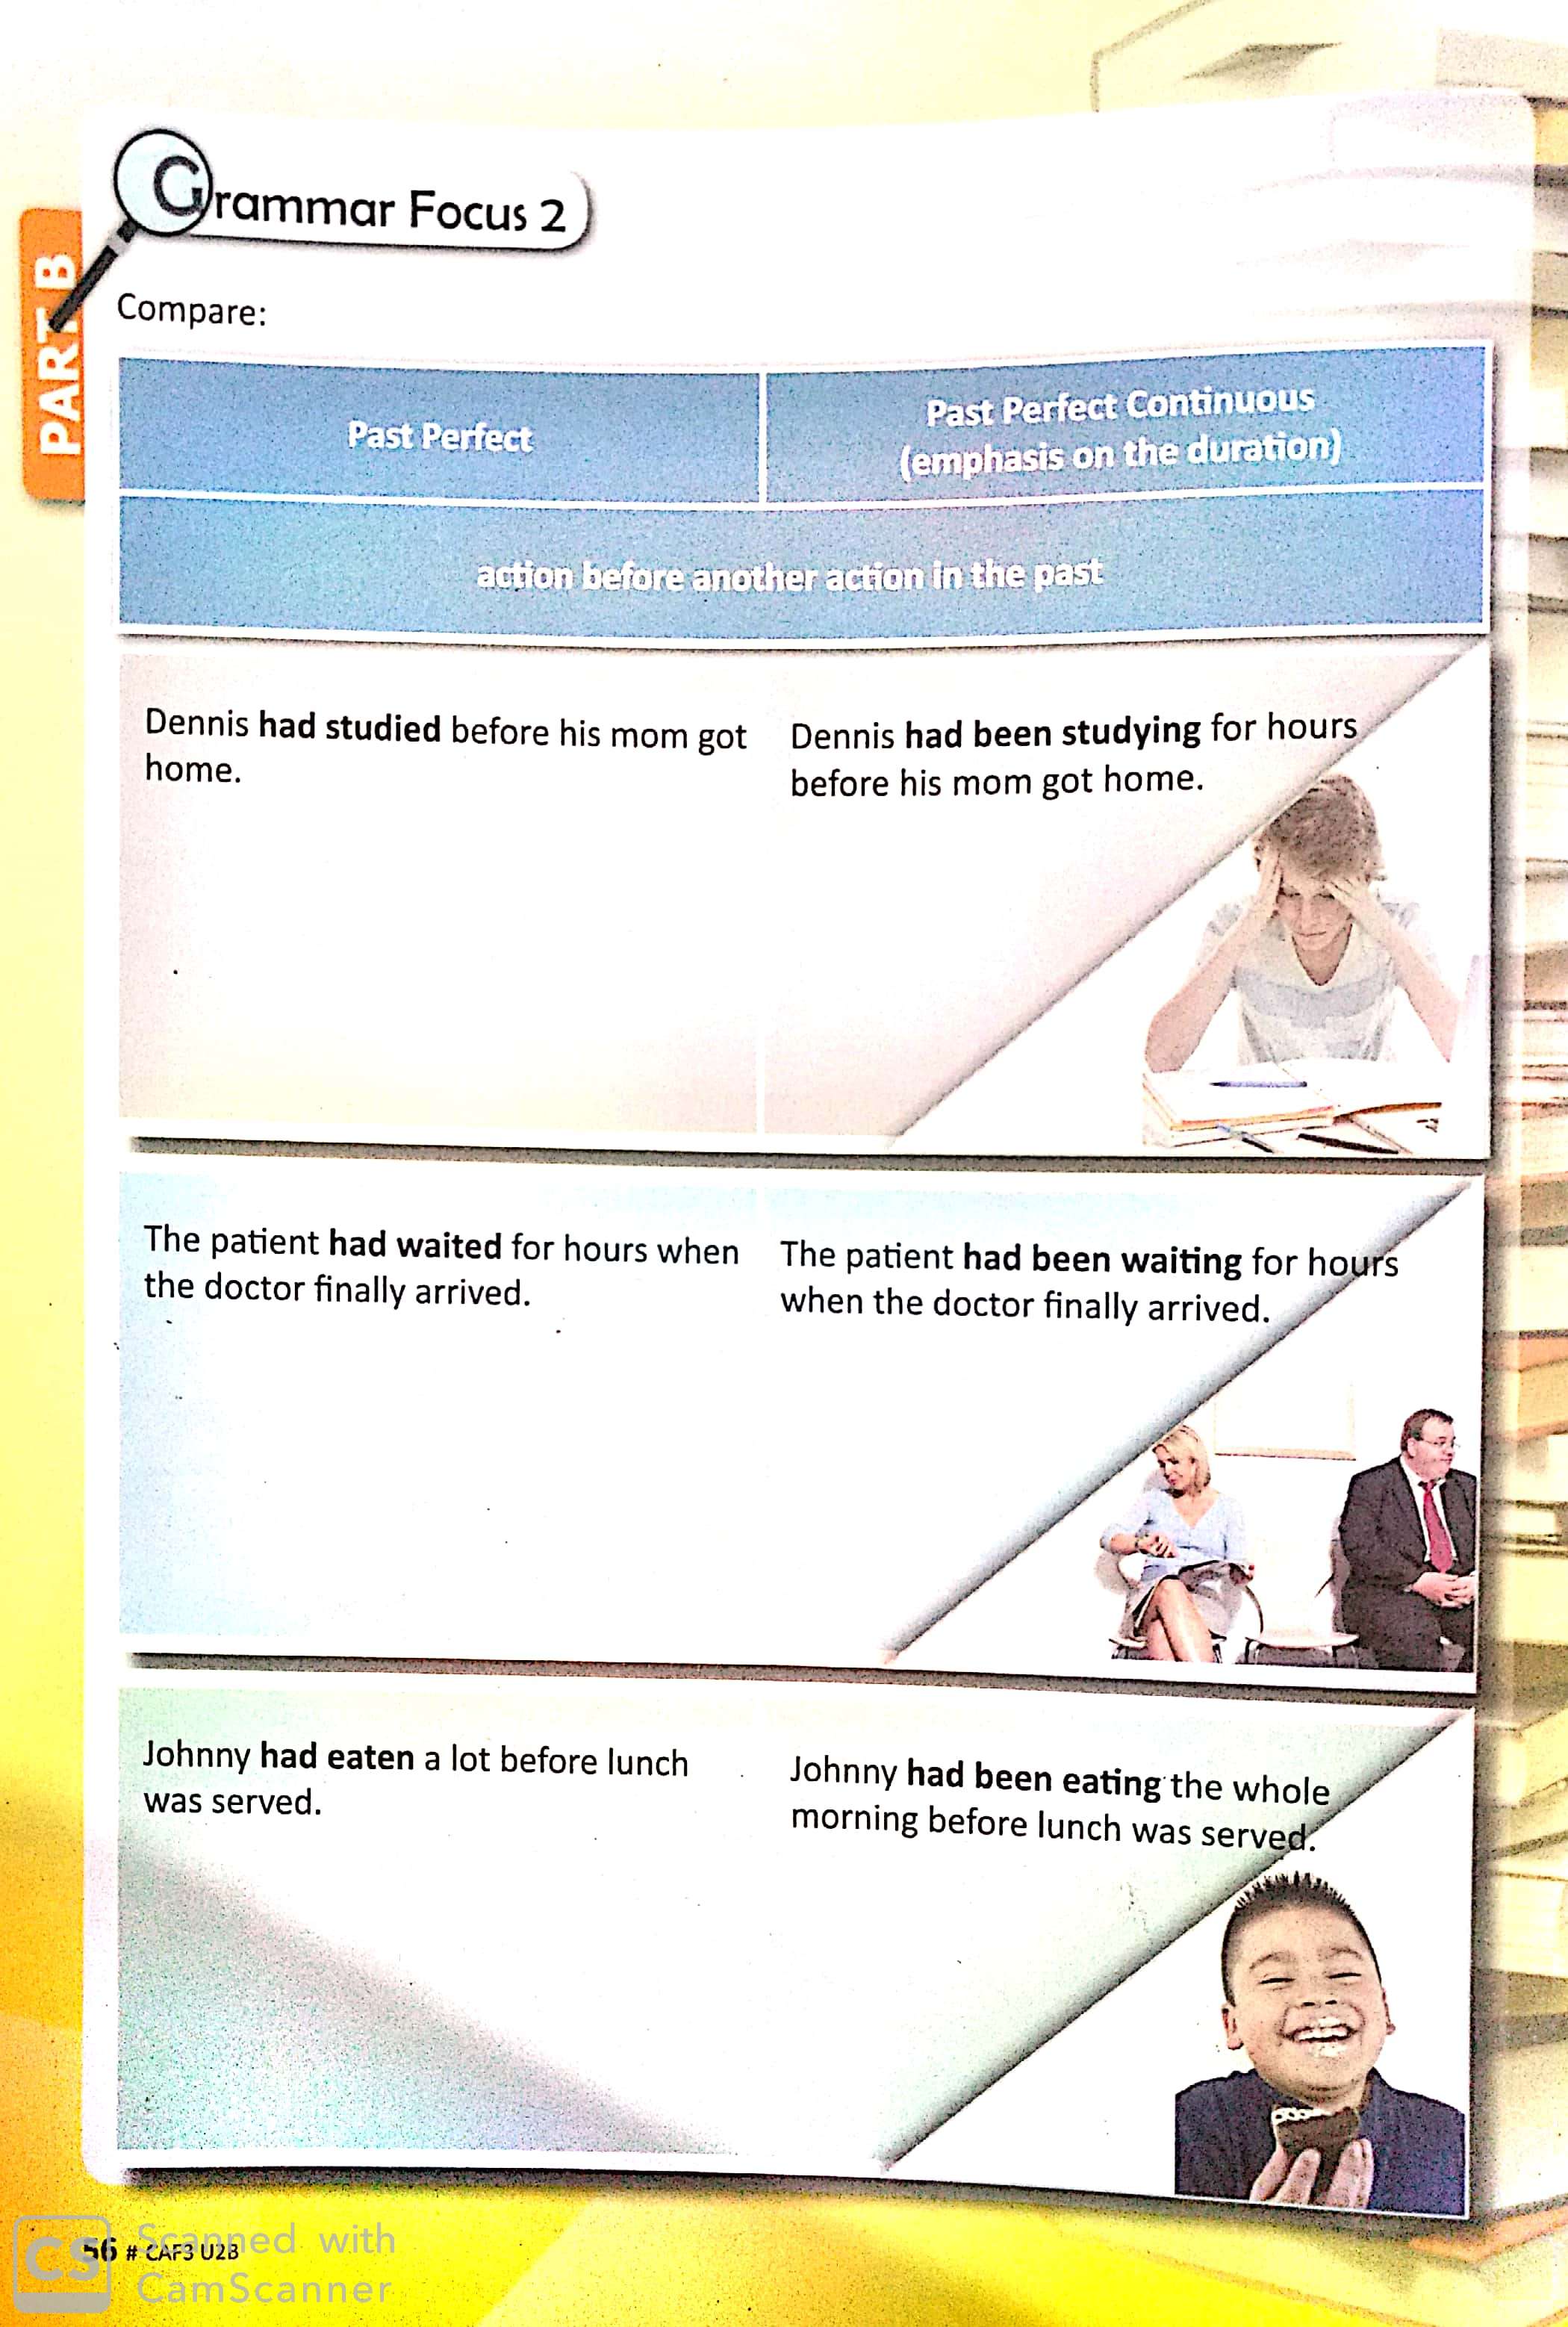 PART B
Grammar Focus 2
Compare:
Past Perfect
Past Perfect Continuous
(emphasis on the duration)
action before another action in the past
Dennis had studied before his mom got
home.
Dennis had been studying for hours
before his mom got home.
The patient had waited for hours when
the doctor finally arrived.
The patient had been waiting for hours
when the doctor finally arrived.
Johnny had eaten a lot before lunch
was served.
Johnny had been eating the whole
morning before lunch was served.
56 # CAF3 U2B
CS
Scanned with
CamScanner